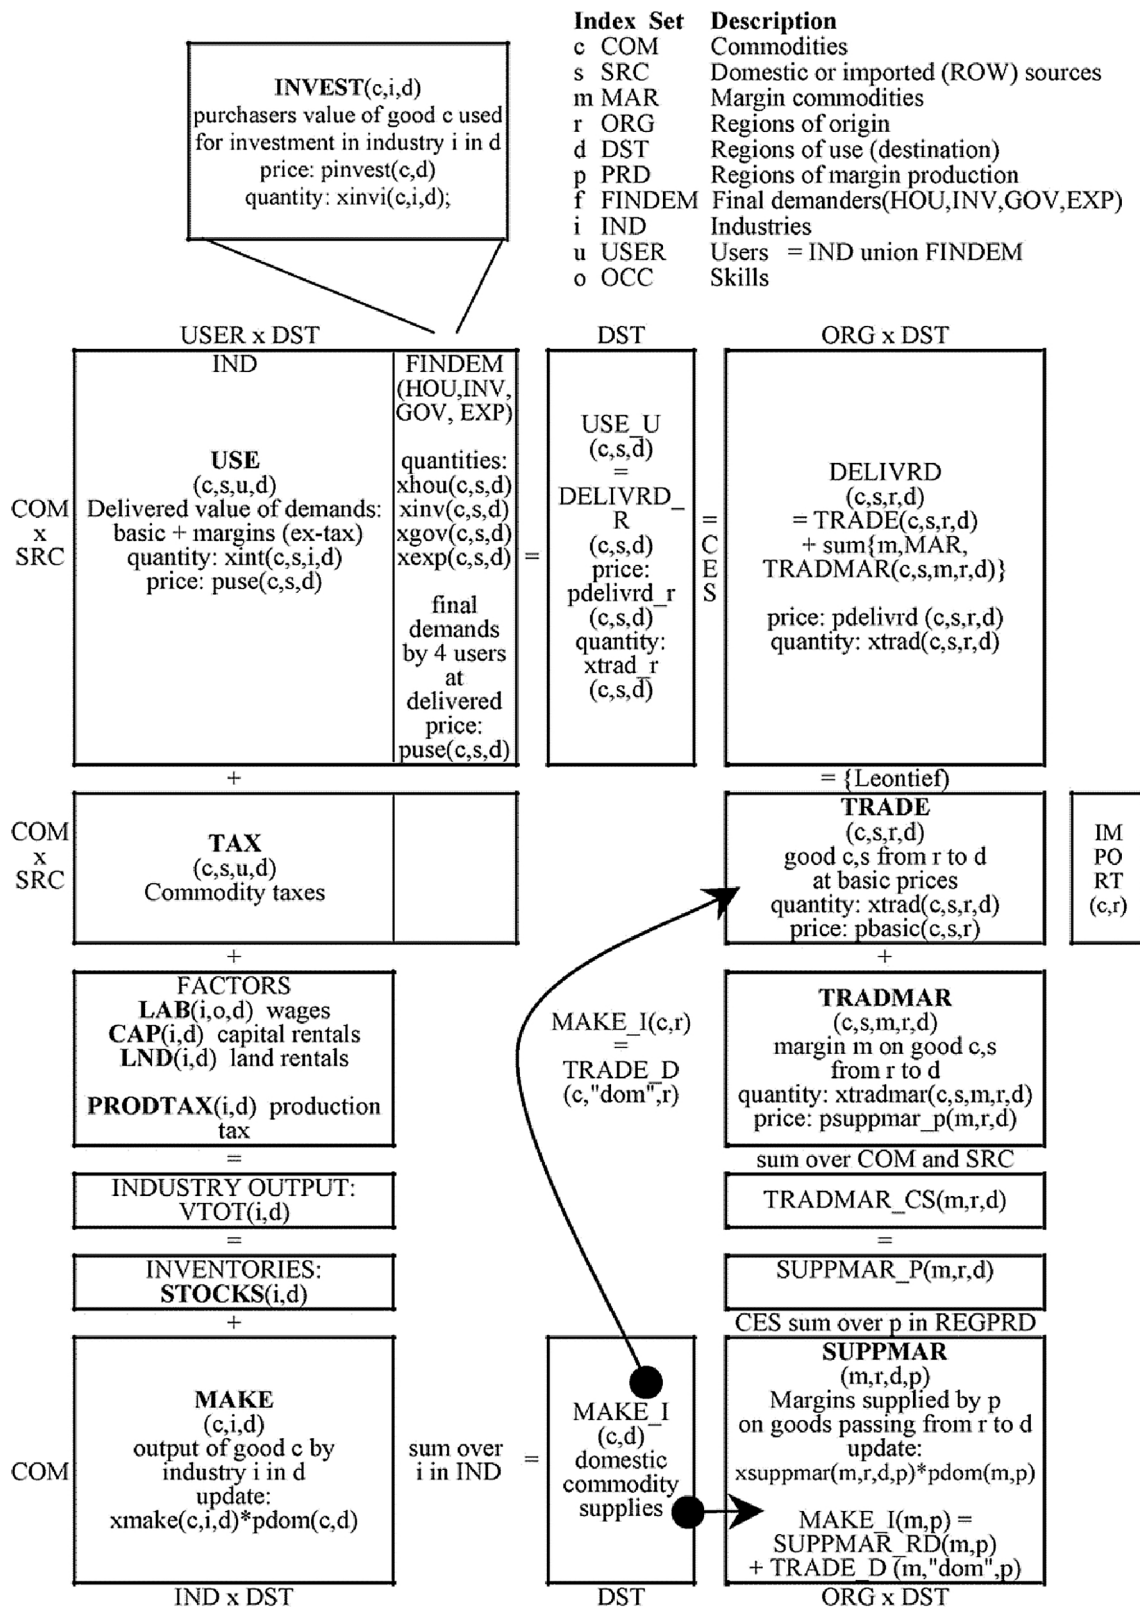 Index Set Description
c COM Commodities
s SRC Domestic or imported (ROW) sources
m MAR Margin commodities
r ORG Regions of origin
d DST Regions of use (destination)
p PRD Regions of margin production
f FINDEM Final demanders(HOU,INV,GOV,EXP)
i IND Industries
u USER Users = IND union FINDEM
o OCC Skills
INVEST(c,i,d)
purchasers value of good c used
for investment in industry i in d
price: pinvest(c,d)
quantity: xinvi(c,i,d);
USER x DST
COM
x
SRC
IND
USE
(c,s,u,d)
Delivered value of demands:
basic + margins (ex-tax)
quantity: xint(c,s,i,d)
price: puse(c,s,d)
FINDEM
(HOU,INV,
GOV, EXP)
quantities:
xhou(c,s,d)
xinv(c,s,d)
xgov(c,s,d)
xexp(c,s,d)
final
demands
by 4 users
at
delivered
price:
puse(c,s,d)
=
DST
USE_U
(c,s,d)
=
DELIVRD_
R
(c,s,d)
price:
pdelivrd_r
(c,s,d)
quantity:
xtrad_r
(c,s,d)
=
C
E
S
ORG x DST
DELIVRD
(c,s,r,d)
= TRADE(c,s,r,d)
+ sum{m,MAR,
TRADMAR(c,s,m,r,d)}
price: pdelivrd (c,s,r,d)
quantity: xtrad(c,s,r,d)
+
= {Leontief)
COM
x
SRC
TAX
(c,s,u,d)
Commodity taxes
TRADE
(c,s,r,d)
good c,s from r to d
at basic prices
quantity: xtrad(c,s,r,d)
price: pbasic(c,s,r)
IM
PO
RT
(c,r)
+
+
FACTORS
LAB(i,o,d) wages
CAP(i,d) capital rentals
LND(i,d) land rentals
PRODTAX(i,d) production
tax
MAKE_I(c,r)
=
TRADE_D
(c,"dom",r)
TRADMAR
(c,s,m,r,d)
margin m on good c,s
from r to d
quantity: xtradmar(c,s,m,r,d)
price: psuppmar_p(m,r,d)
=
sum over COM and SRC
INDUSTRY OUTPUT:
VTOT(i,d)
TRADMAR_CS(m,r,d)
=
=
INVENTORIES:
STOCKS(i,d)
SUPPMAR_P(m,r,d)
+
CES sum over p in REGPRD
COM
MAKE
(c,i,d)
output of good c by
industry i in d
update:
xmake(c,i,d)*pdom(c,d)
sum over
i in IND
=
MAKE_I
(c,d)
domestic
commodity
supplies
SUPPMAR
(m,r,d,p)
Margins supplied by p
on goods passing from r to d
update:
xsuppmar(m,r,d,p)*pdom(m,p)
MAKE_I(m,p) =
SUPPMAR_RD(m,p)
+ TRADE_D (m,"dom",p)
IND x DST
DST
ORG x DST